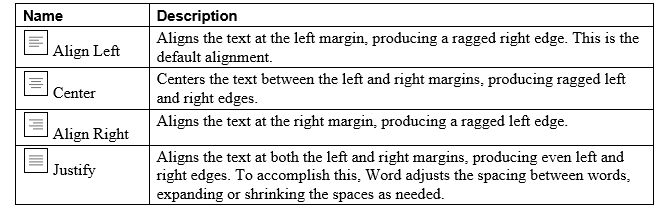 Name Description
Align Left Aligns the text at the left margin, producing a ragged right edge. This is the
default alignment.
Center Centers the text between the left and right margins, producing ragged left
and right edges.
Align Right Aligns the text at the right margin, producing a ragged left edge.
Justify Aligns the text at both the left and right margins, producing even left and
right edges. To accomplish this, Word adjusts the spacing between words,
expanding or shrinking the spaces as needed.